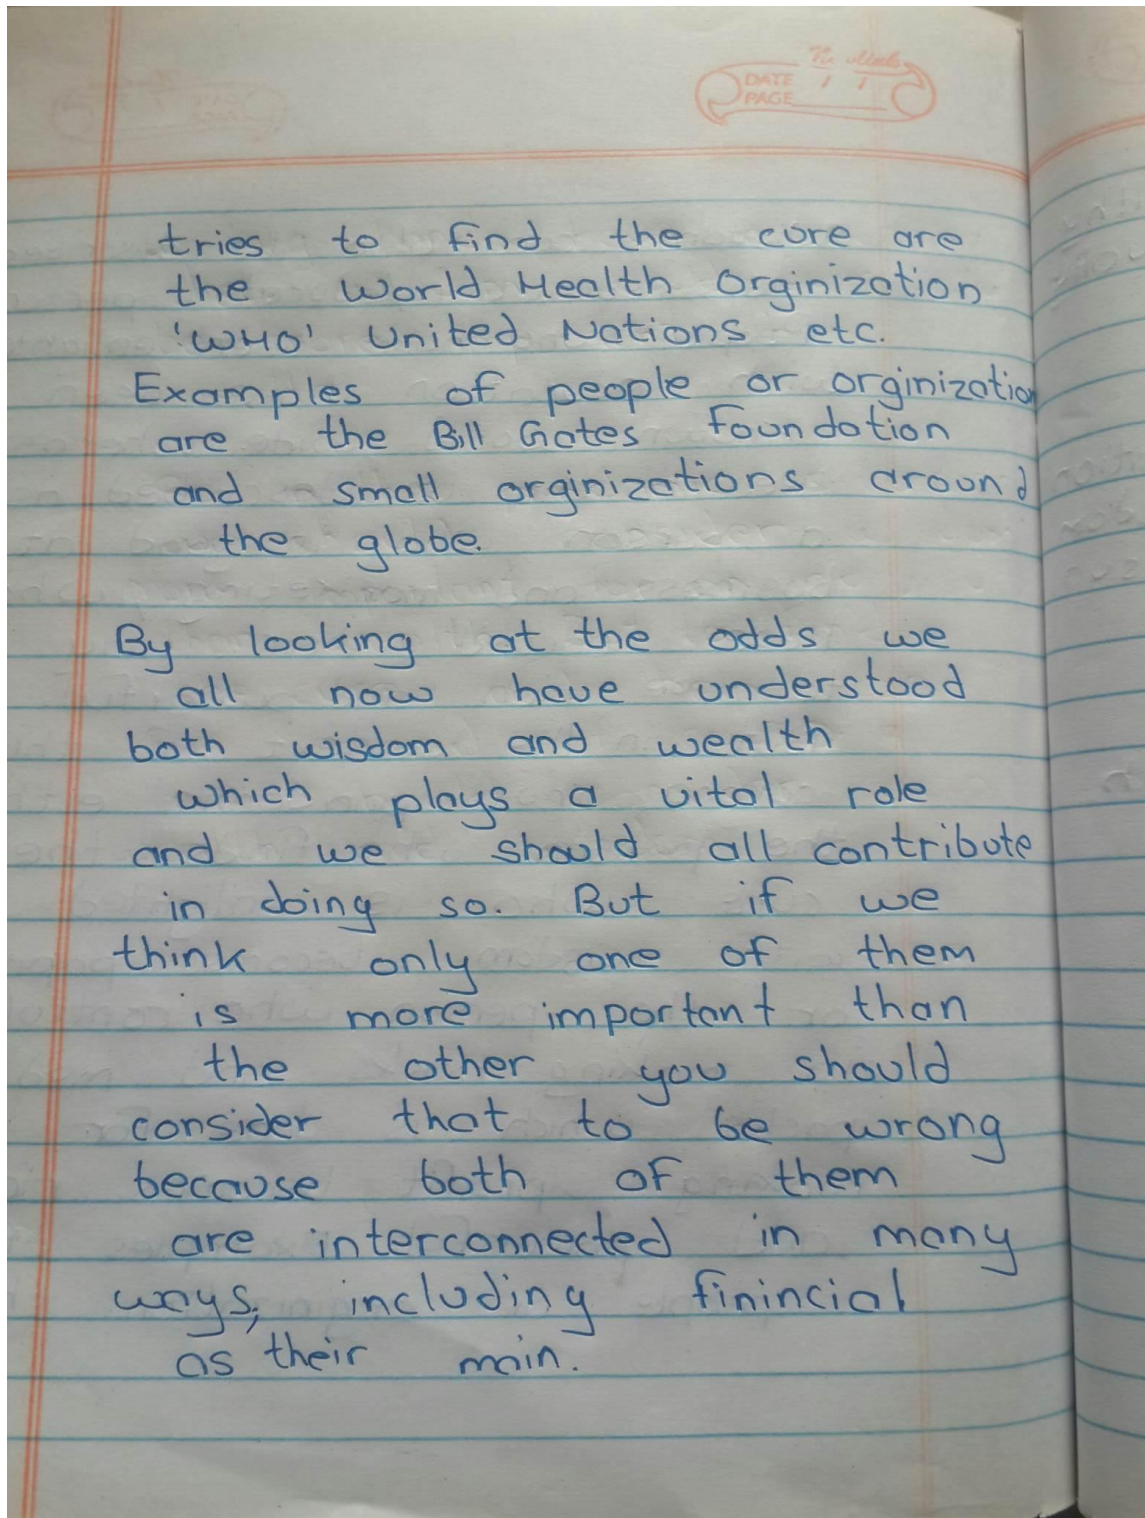 DATE / /
PAGE
tries to find the cure are
the World Health Orginization
'WHO' United Nations etc.
Examples of people or orginization
are the Bill Gates Foundation
and small orginizations around
the globe.
By looking at the odds we
all now have understood
both wisdom and wealth
which plays a vital role
and we should all contribute
in doing so. But if we
think only one of them
is more important than
the other you should
consider that to be wrong
because both of them
are interconnected in many
ways, including finincial
as their main.